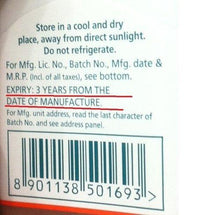 Store in a cool and dry
place, away from direct sunlight.
Do not refrigerate.
For Mfg. Lic. No., Batch No., Mfg. date &
M.R.P. (Incl. of all taxes), see bottom.
EXPIRY: 3 YEARS FROM THE
DATE OF MANUFACTURE.
For Mfg. unit address, read the last character of
Batch No. and see address panel.
8 901138 501693 >